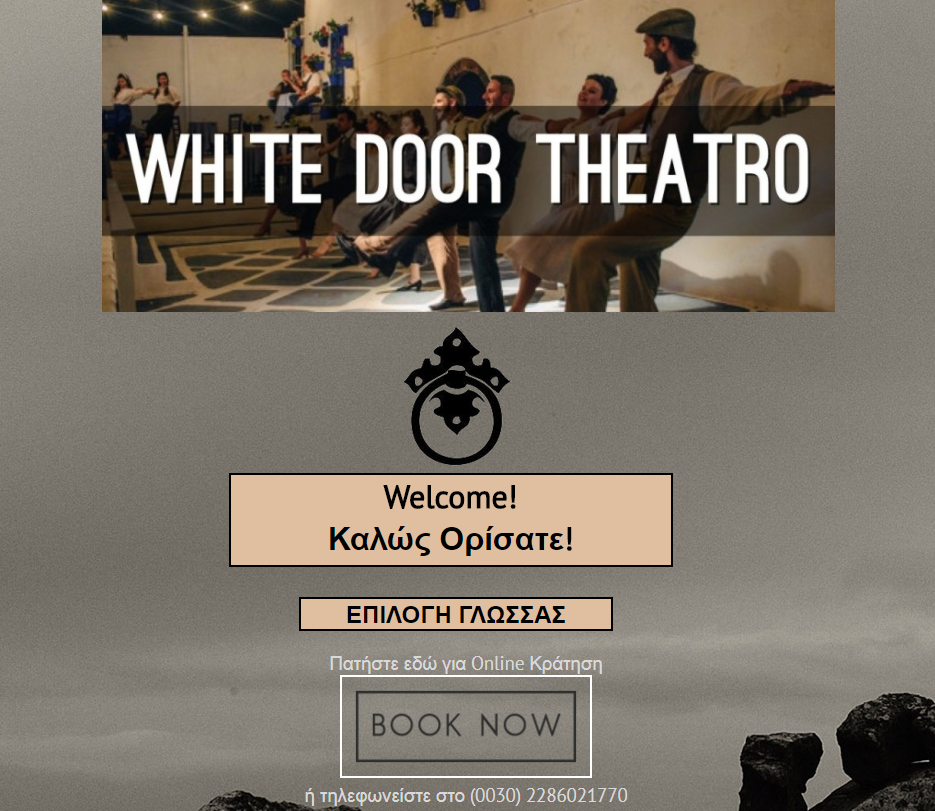 WHITE DOOR THEATRO
Welcome!
Καλώς Ορίσατε!
ΕΠΙΛΟΓΗ ΓΛΩΣΣΑΣ
Πατήστε εδώ για Online Κράτηση
BOOK NOW
ή τηλεφωνείστε στο (0030) 2286021770